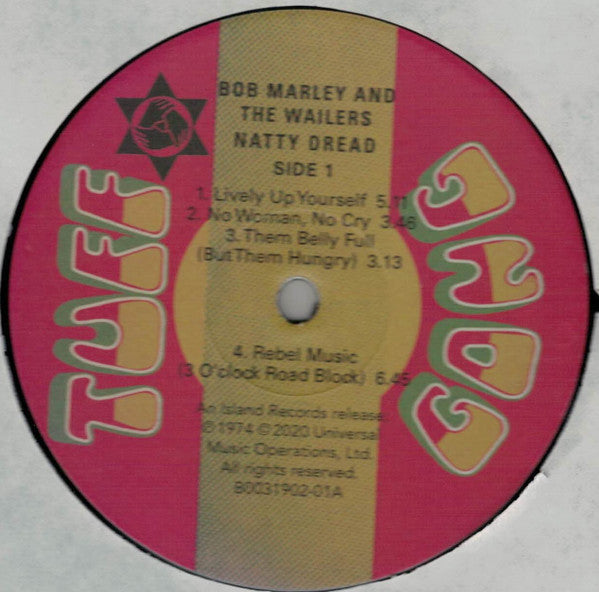 BOB MARLEY AND
THE WAILERS
NATTY DREAD
SIDE 1
1. Lively Up Yourself 5.11
2. No Woman, No Cry 3.46
3. Them Belly Full
(But Them Hungry) 3.13
4. Rebel Music
(3 O'clock Road Block) 6.45
An Island Records release.
℗ 1974 © 2020 Universal
Music Operations, Ltd.
All rights reserved.
B0031902-01A
TUFF
GONG